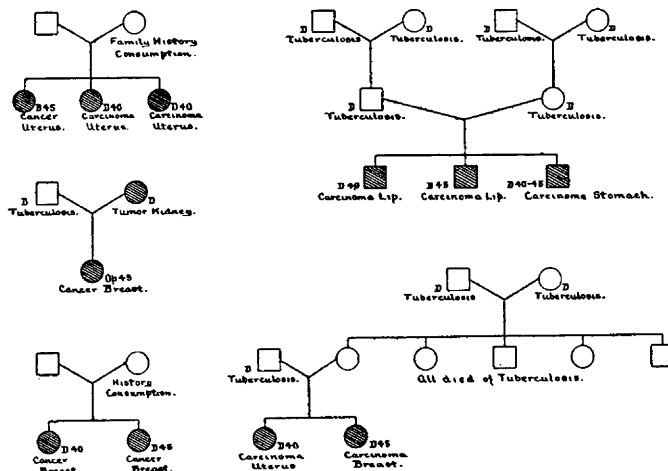 Family History
Consumption.
D45
Cancer
Uterus.
D40
Carcinoma
Uterus.
D40
Carcinoma
Uterus.
D
Tuberculosis
D
Tuberculosis.
D
Tuberculosis.
D
Tuberculosis.
D
Tuberculosis.
D
Tuberculosis.
D40
Carcinoma Lip.
D45
Carcinoma Lip.
D40-45
Carcinoma Stomach.
D
Tuberculosis.
D
Tumor Kidney.
Op45
Cancer Breast.
D
Tuberculosis
D
Tuberculosis.
All died of Tuberculosis.
History
Consumption.
D40
Cancer
Breast.
D45
Cancer
Breast.
D
Tuberculosis.
D40
Carcinoma
Uterus
D45
Carcinoma
Breast.